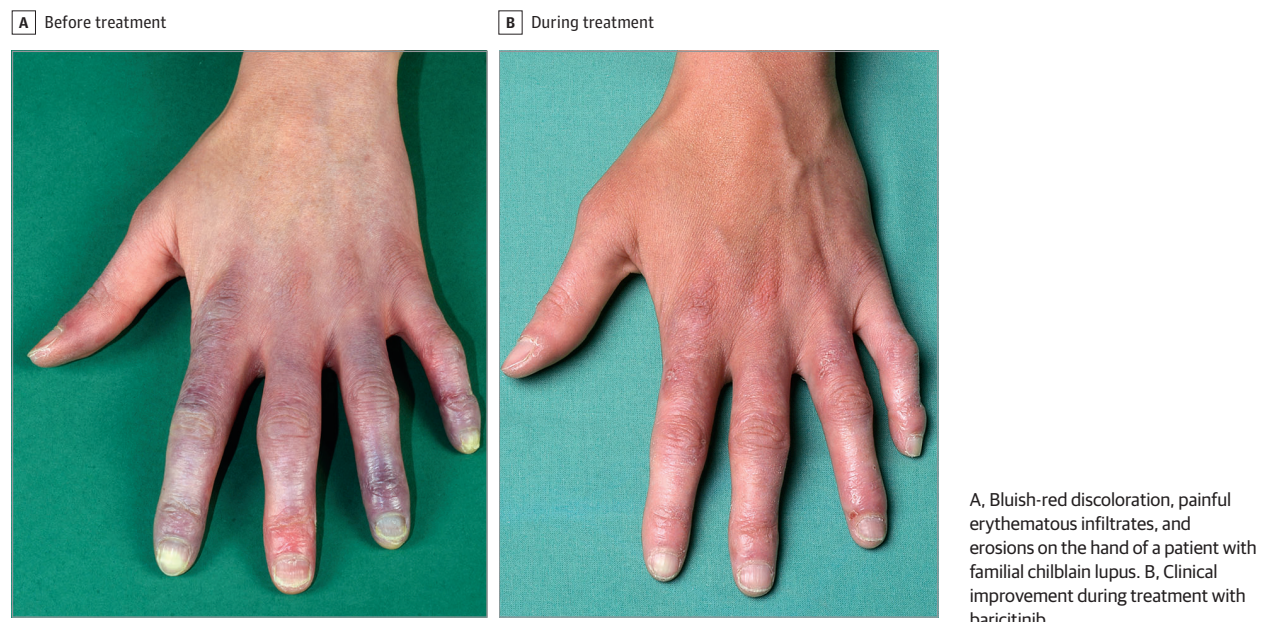 A Before treatment
B During treatment
A, Bluish-red discoloration, painful
erythematous infiltrates, and
erosions on the hand of a patient with
familial chilblain lupus. B, Clinical
improvement during treatment with
baricitinib